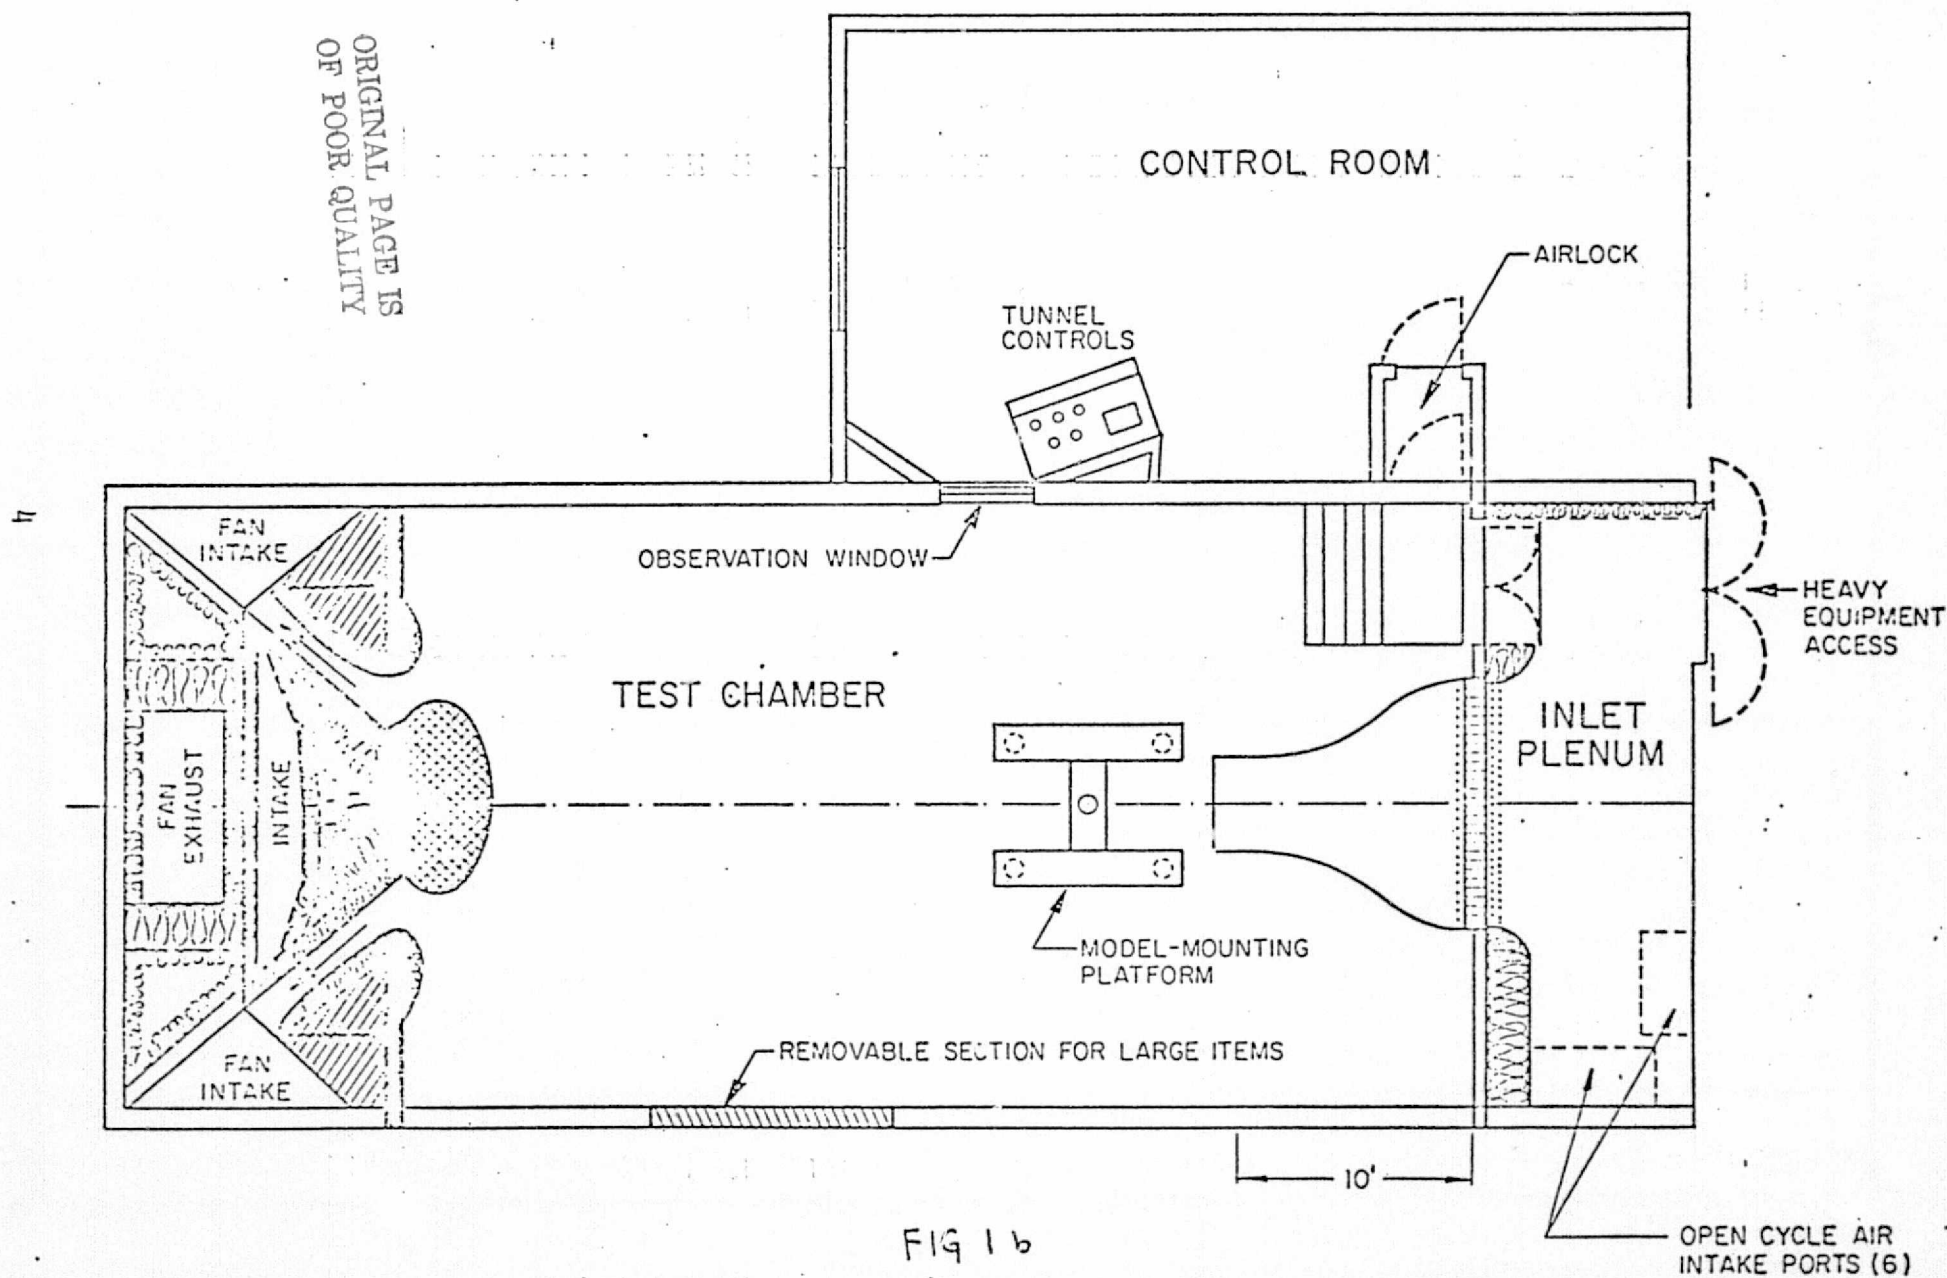 ORIGINAL PAGE IS
OF POOR QUALITY
CONTROL ROOM
AIRLOCK
TUNNEL
CONTROLS
4
FAN
INTAKE
OBSERVATION WINDOW
HEAVY
EQUIPMENT
ACCESS
TEST CHAMBER
INLET
PLENUM
FAN
EXHAUST
INTAKE
MODEL-MOUNTING
PLATFORM
REMOVABLE SECTION FOR LARGE ITEMS
FAN
INTAKE
10'
OPEN CYCLE AIR
INTAKE PORTS (6)
FIG 1 b